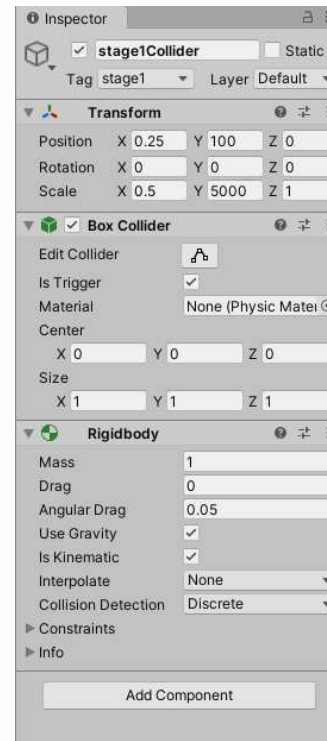 Inspector
stage1Collider Static
Tag stage1 Layer Default
Transform
Position X 0.25 Y 100 Z 0
Rotation X 0 Y 0 Z 0
Scale X 0.5 Y 5000 Z 1
Box Collider
Edit Collider
Is Trigger
Material None (Physic Mater
Center
X 0 Y 0 Z 0
Size
X 1 Y 1 Z 1
Rigidbody
Mass 1
Drag 0
Angular Drag 0.05
Use Gravity
Is Kinematic
Interpolate None
Collision Detection Discrete
Constraints
Info
Add Component